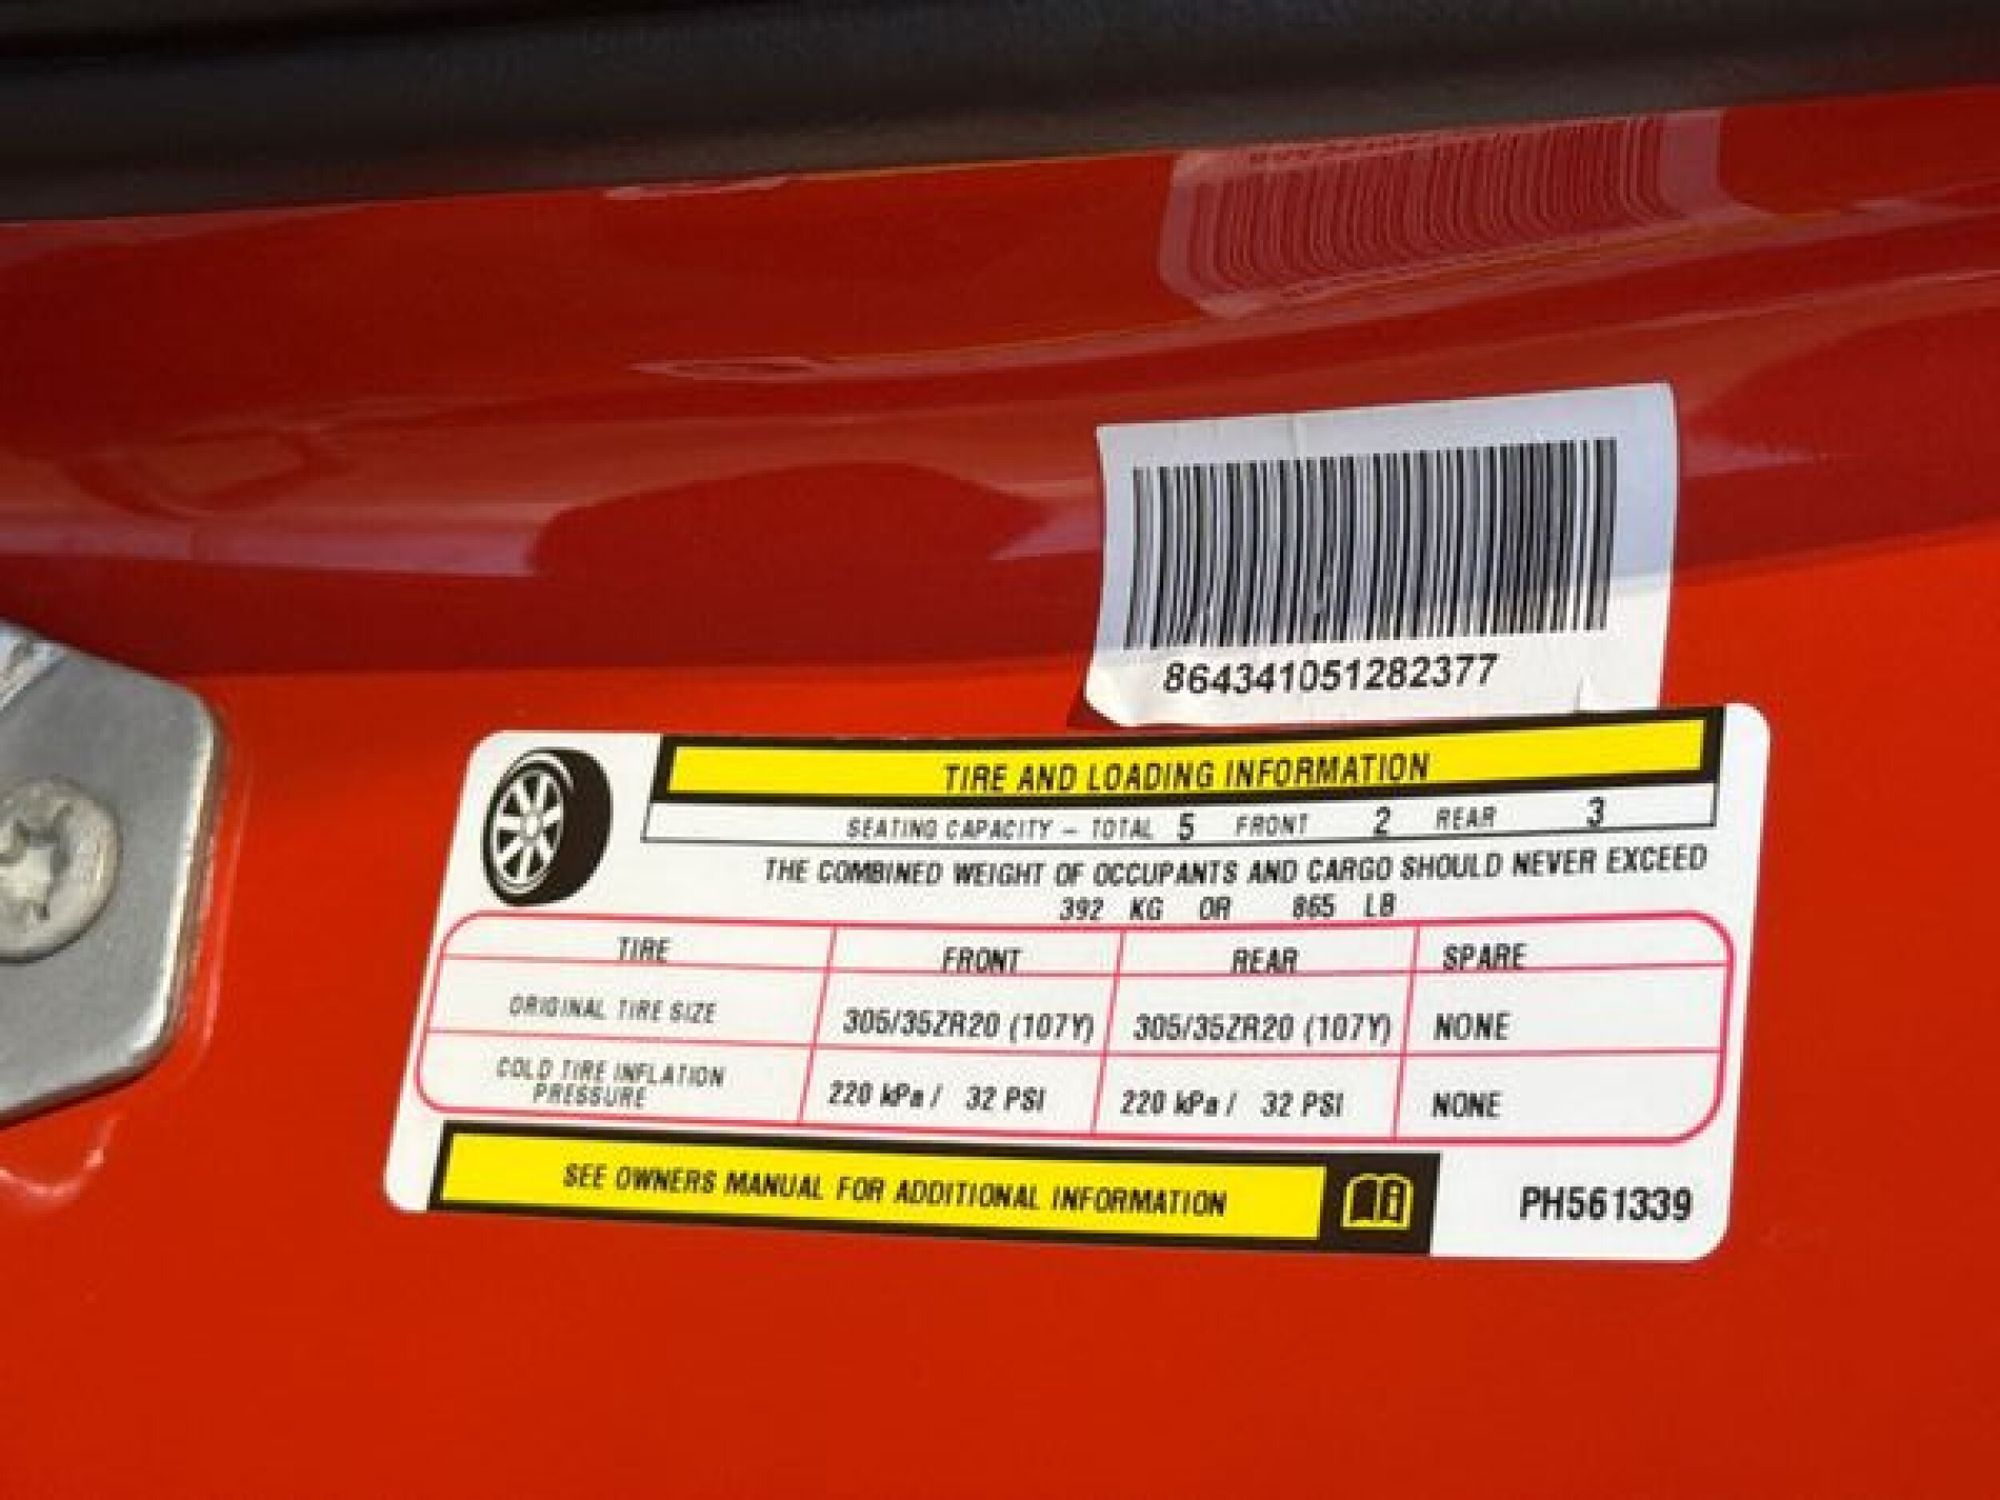 864341051282377
TIRE AND LOADING INFORMATION
SEATING CAPACITY – TOTAL 5 FRONT 2 REAR 3
THE COMBINED WEIGHT OF OCCUPANTS AND CARGO SHOULD NEVER EXCEED
392 KG OR 865 LB
TIRE FRONT REAR SPARE
ORIGINAL TIRE SIZE 305/35ZR20 (107Y) 305/35ZR20 (107Y) NONE
COLD TIRE INFLATION
PRESSURE 220 kPa / 32 PSI 220 kPa / 32 PSI NONE
SEE OWNERS MANUAL FOR ADDITIONAL INFORMATION
PH561339